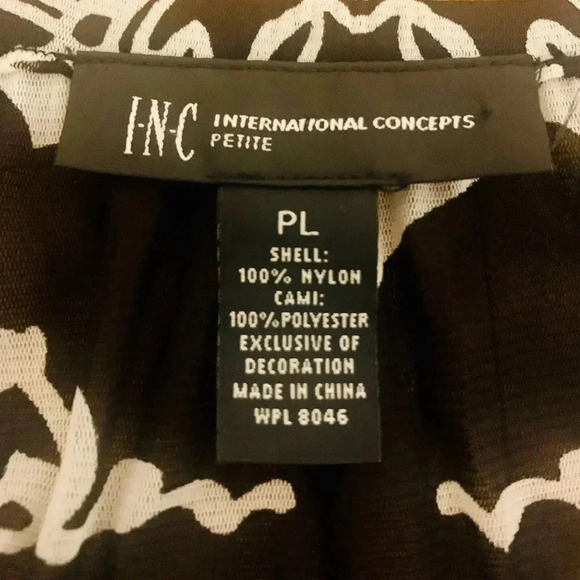 I-N-C INTERNATIONAL CONCEPTS
PETITE
PL
SHELL:
100% NYLON
CAMI:
100%POLYESTER
EXCLUSIVE OF
DECORATION
MADE IN CHINA
WPL 8046